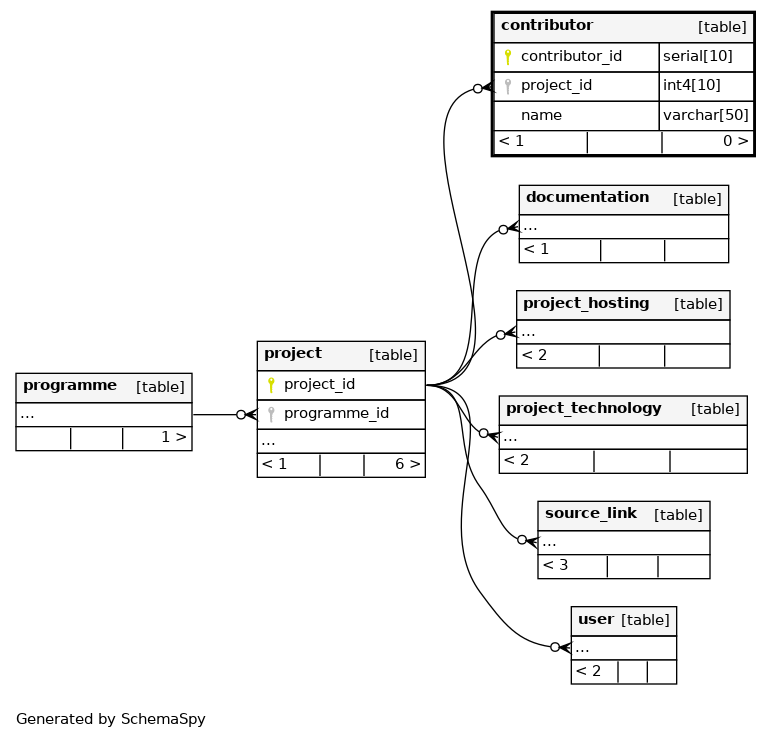 contributor [table]
contributor_id serial[10]
project_id int4[10]
name varchar[50]
< 1 0 >
documentation [table]
...
< 1
project_hosting [table]
...
< 2
project [table]
project_id
programme_id
...
< 1 6 >
programme [table]
...
1 >
project_technology [table]
...
< 2
source_link [table]
...
< 3
user [table]
...
< 2
Generated by SchemaSpy